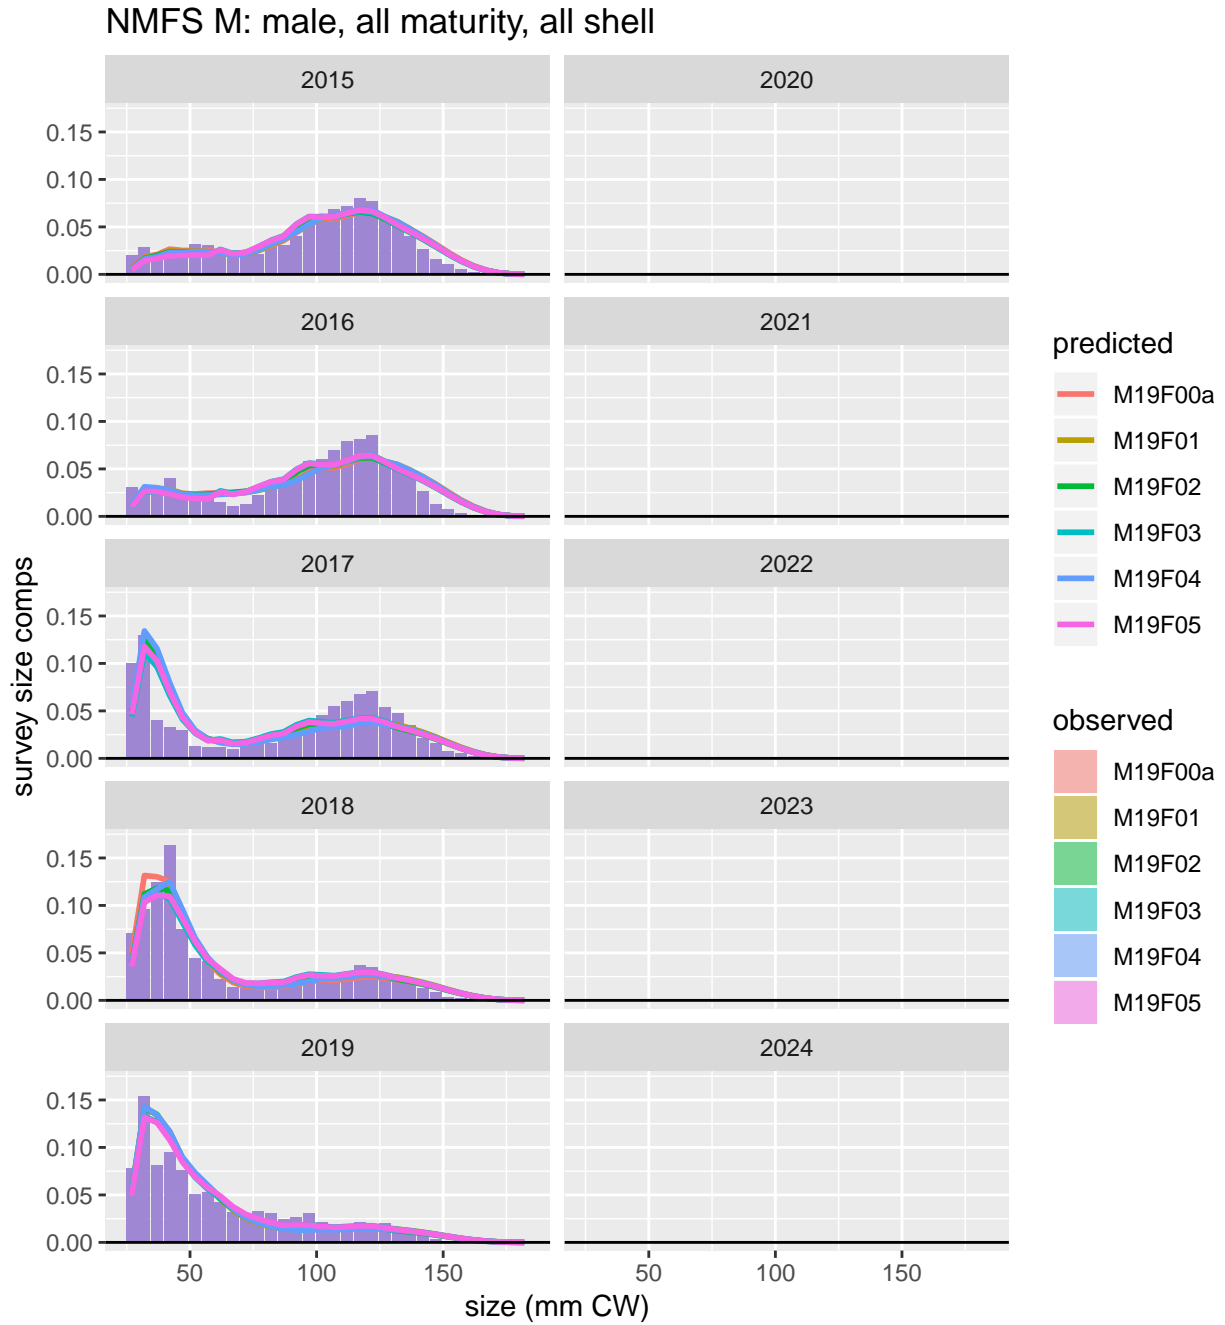 NMFS M: male, all maturity, all shell
2015
2020
0.15
0.10
0.05
0.00
2016
2021
0.15
0.10
0.05
0.00
2017
2022
0.15
0.10
0.05
0.00
2018
2023
0.15
0.10
0.05
0.00
2019
2024
0.15
0.10
0.05
0.00
50
100
150
50
100
150
size (mm CW)
survey size comps
predicted
M19F00a
M19F01
M19F02
M19F03
M19F04
M19F05
observed
M19F00a
M19F01
M19F02
M19F03
M19F04
M19F05